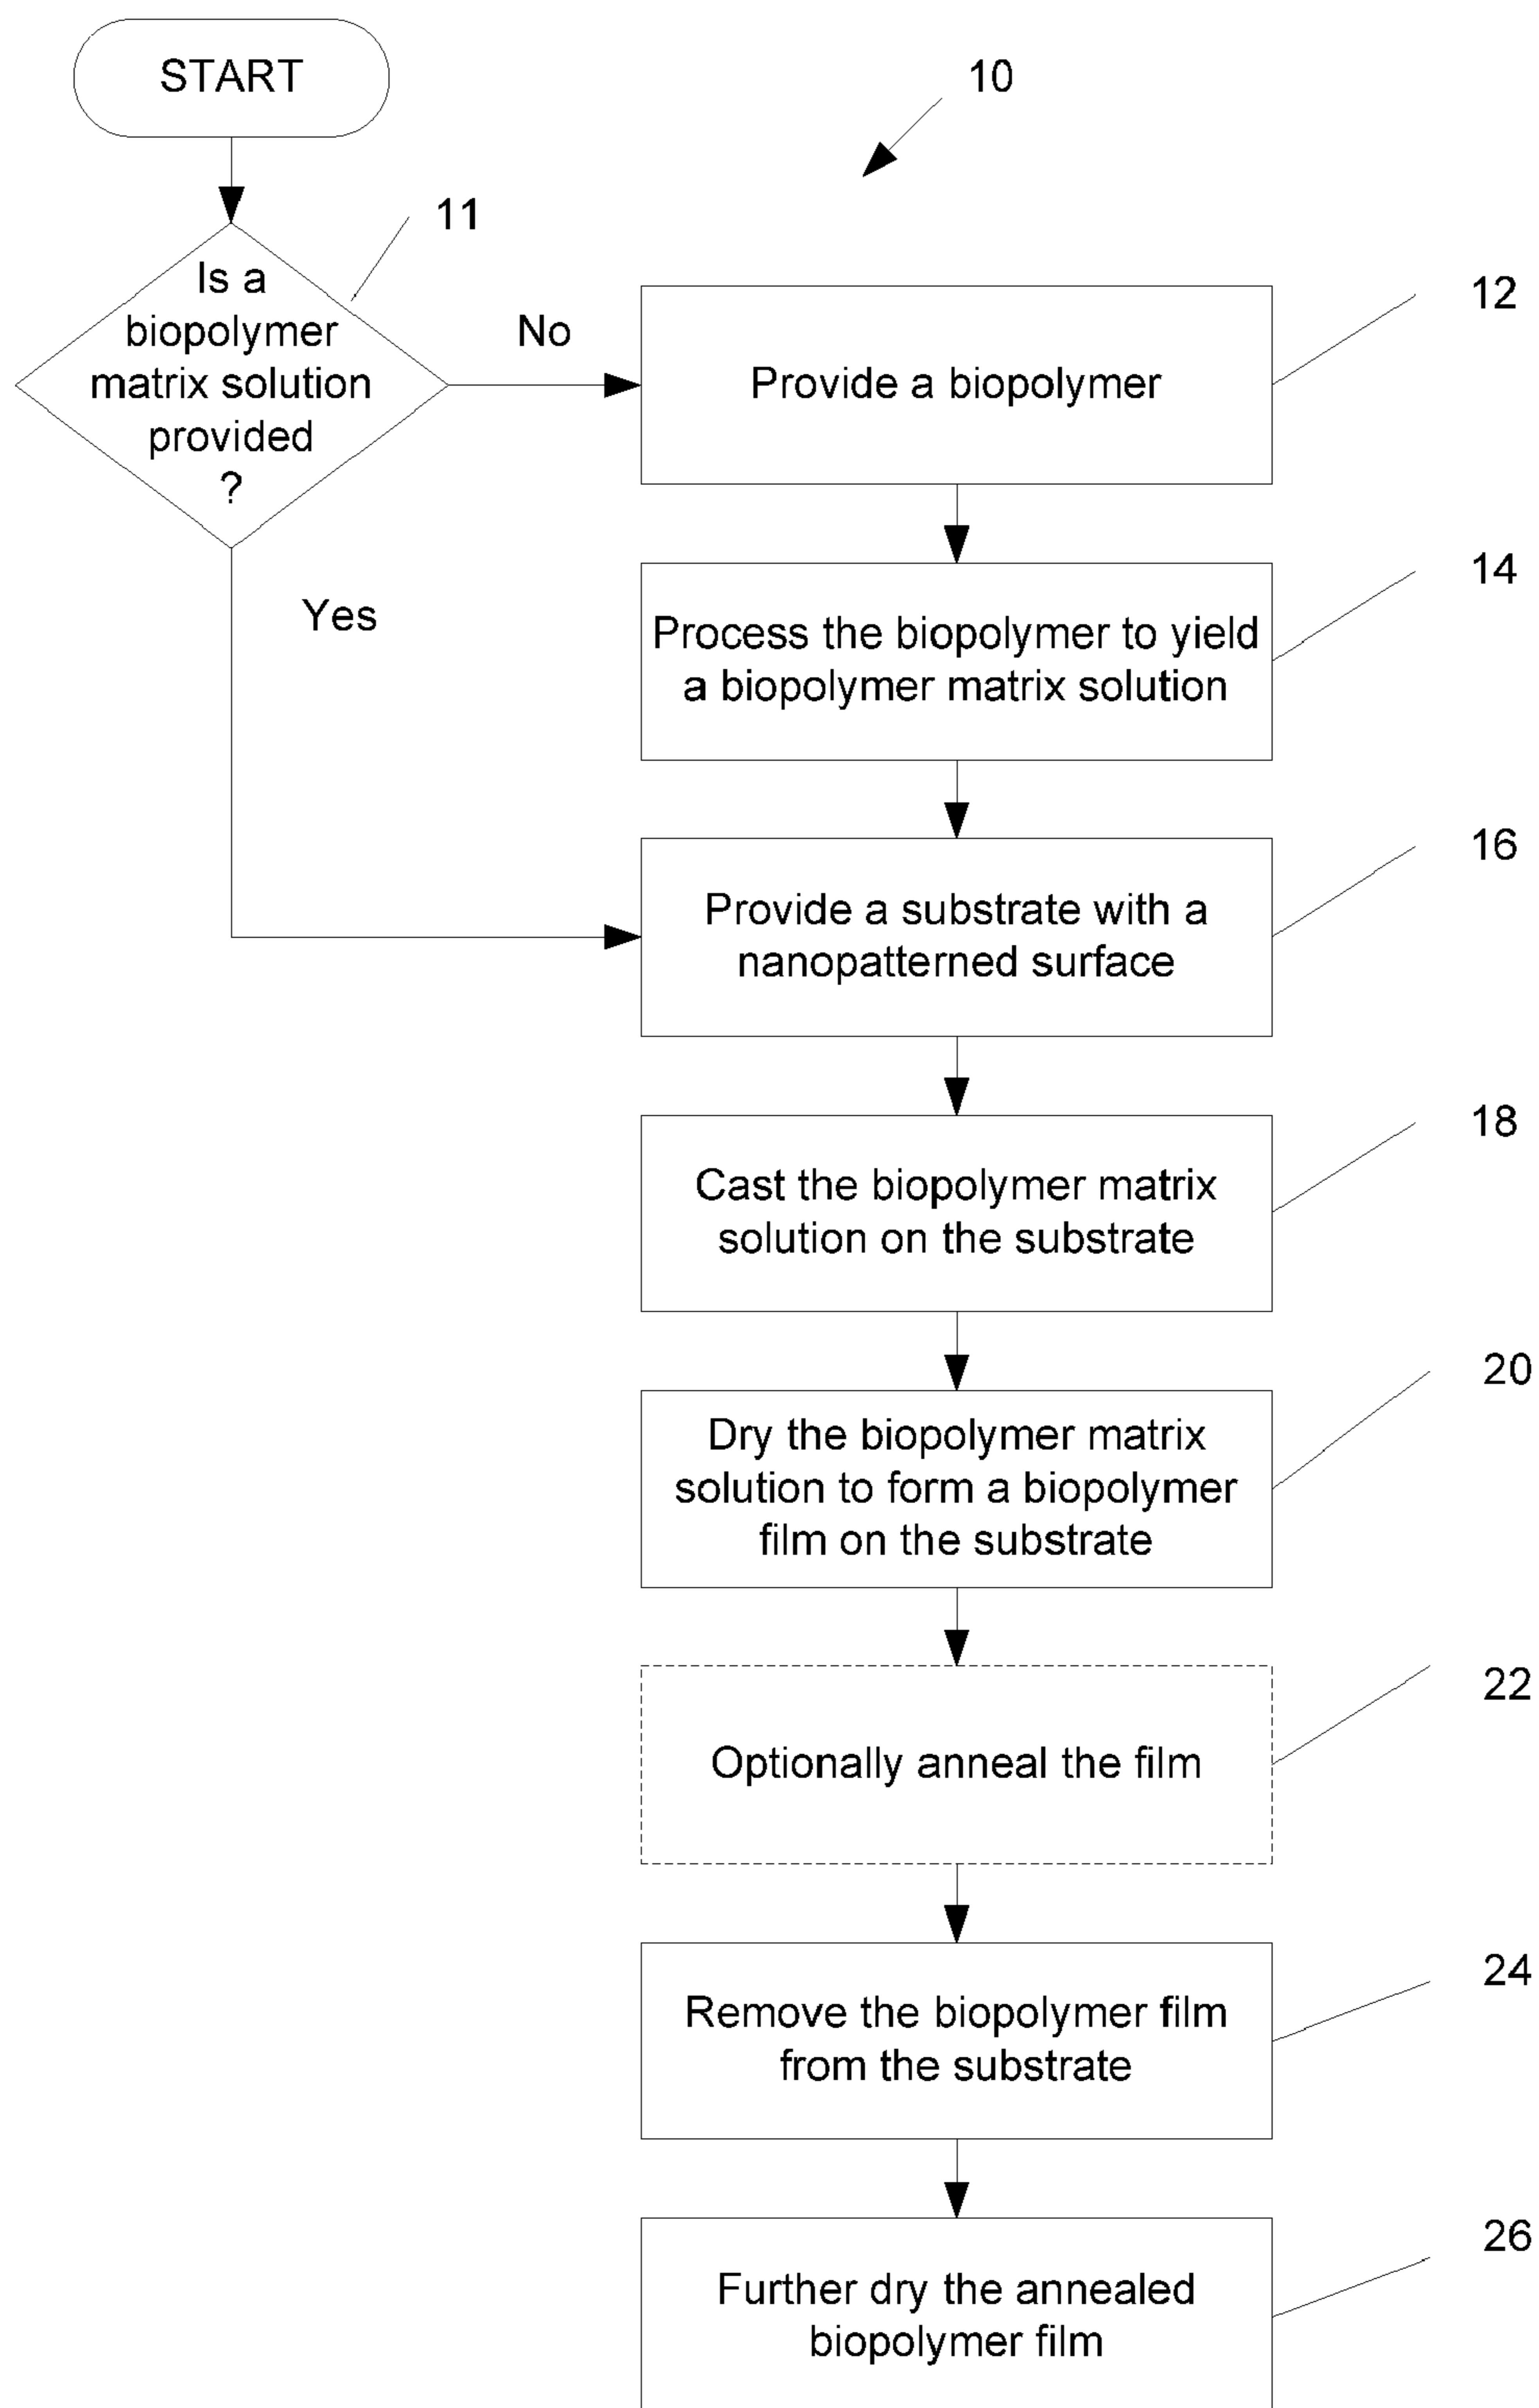 START
10
11
Is a
biopolymer
matrix solution
provided
?
No
Yes
12
Provide a biopolymer
14
Process the biopolymer to yield
a biopolymer matrix solution
16
Provide a substrate with a
nanopatterned surface
18
Cast the biopolymer matrix
solution on the substrate
20
Dry the biopolymer matrix
solution to form a biopolymer
film on the substrate
22
Optionally anneal the film
24
Remove the biopolymer film
from the substrate
26
Further dry the annealed
biopolymer film